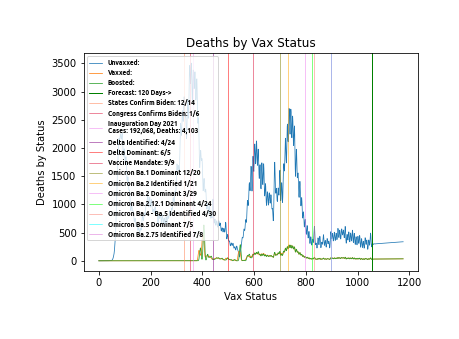 Deaths by Vax Status
Deaths by Status
3500
3000
2500
2000
1500
1000
500
0
Unvaxxed:
Vaxxed:
Boosted:
Forecast: 120 Days->
States Confirm Biden: 12/14
Congress Confirms Biden: 1/6
Inauguration Day 2021
Cases: 192,068, Deaths: 4,103
Delta Identified: 4/24
Delta Dominant: 6/5
Vaccine Mandate: 9/9
Omicron Ba.1 Dominant 12/20
Omicron Ba.2 Identified 1/21
Omicron Ba.2 Dominant 3/29
Omicron Ba.2.12.1 Dominant 4/24
Omicron Ba.4 - Ba.5 Identified 4/30
Omicron Ba.5 Dominant 7/5
Omicron Ba.2.75 Identified 7/8
0 200 400 600 800 1000 1200
Vax Status